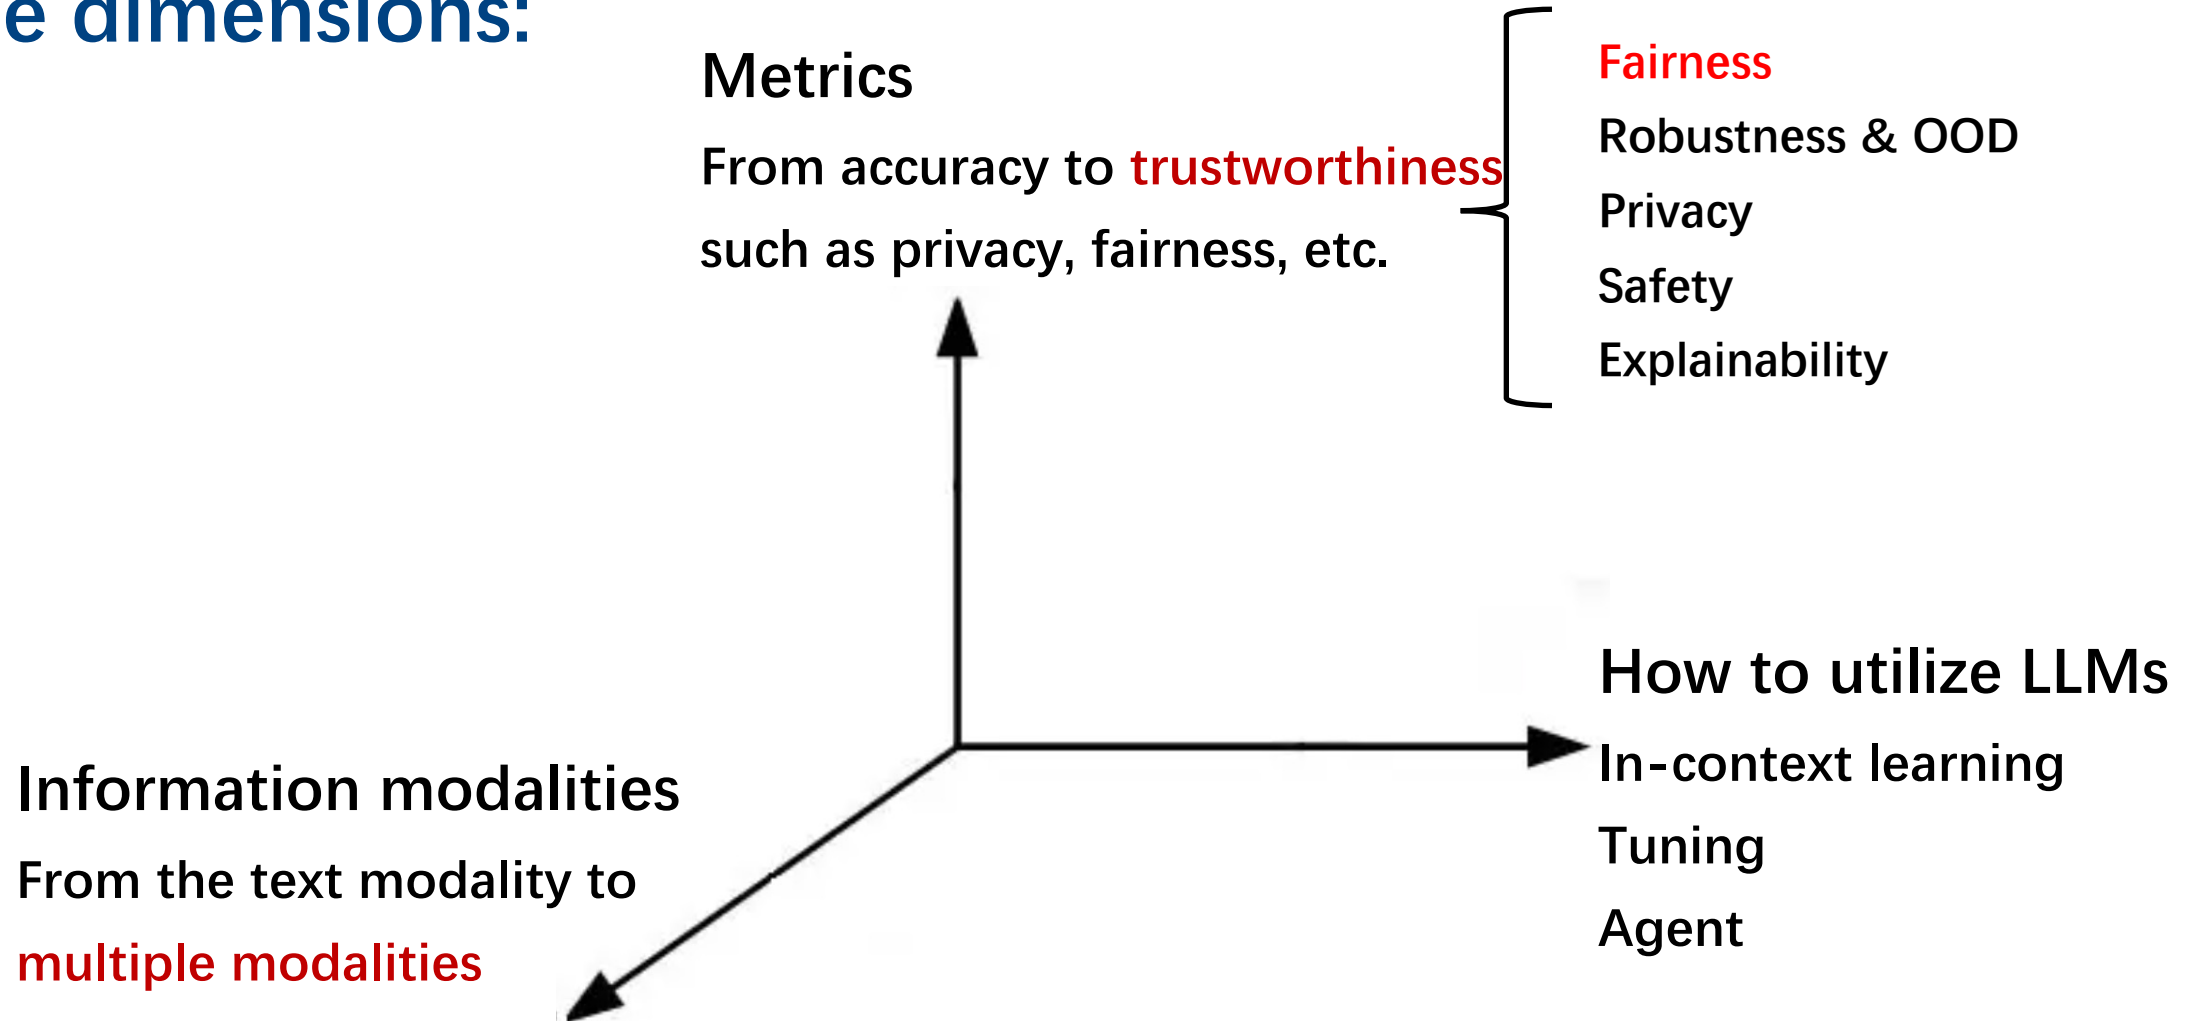 e dimensions:
Metrics
From accuracy to trustworthiness
such as privacy, fairness, etc.
Fairness
Robustness & OOD
Privacy
Safety
Explainability
How to utilize LLMs
In-context learning
Tuning
Agent
Information modalities
From the text modality to
multiple modalities